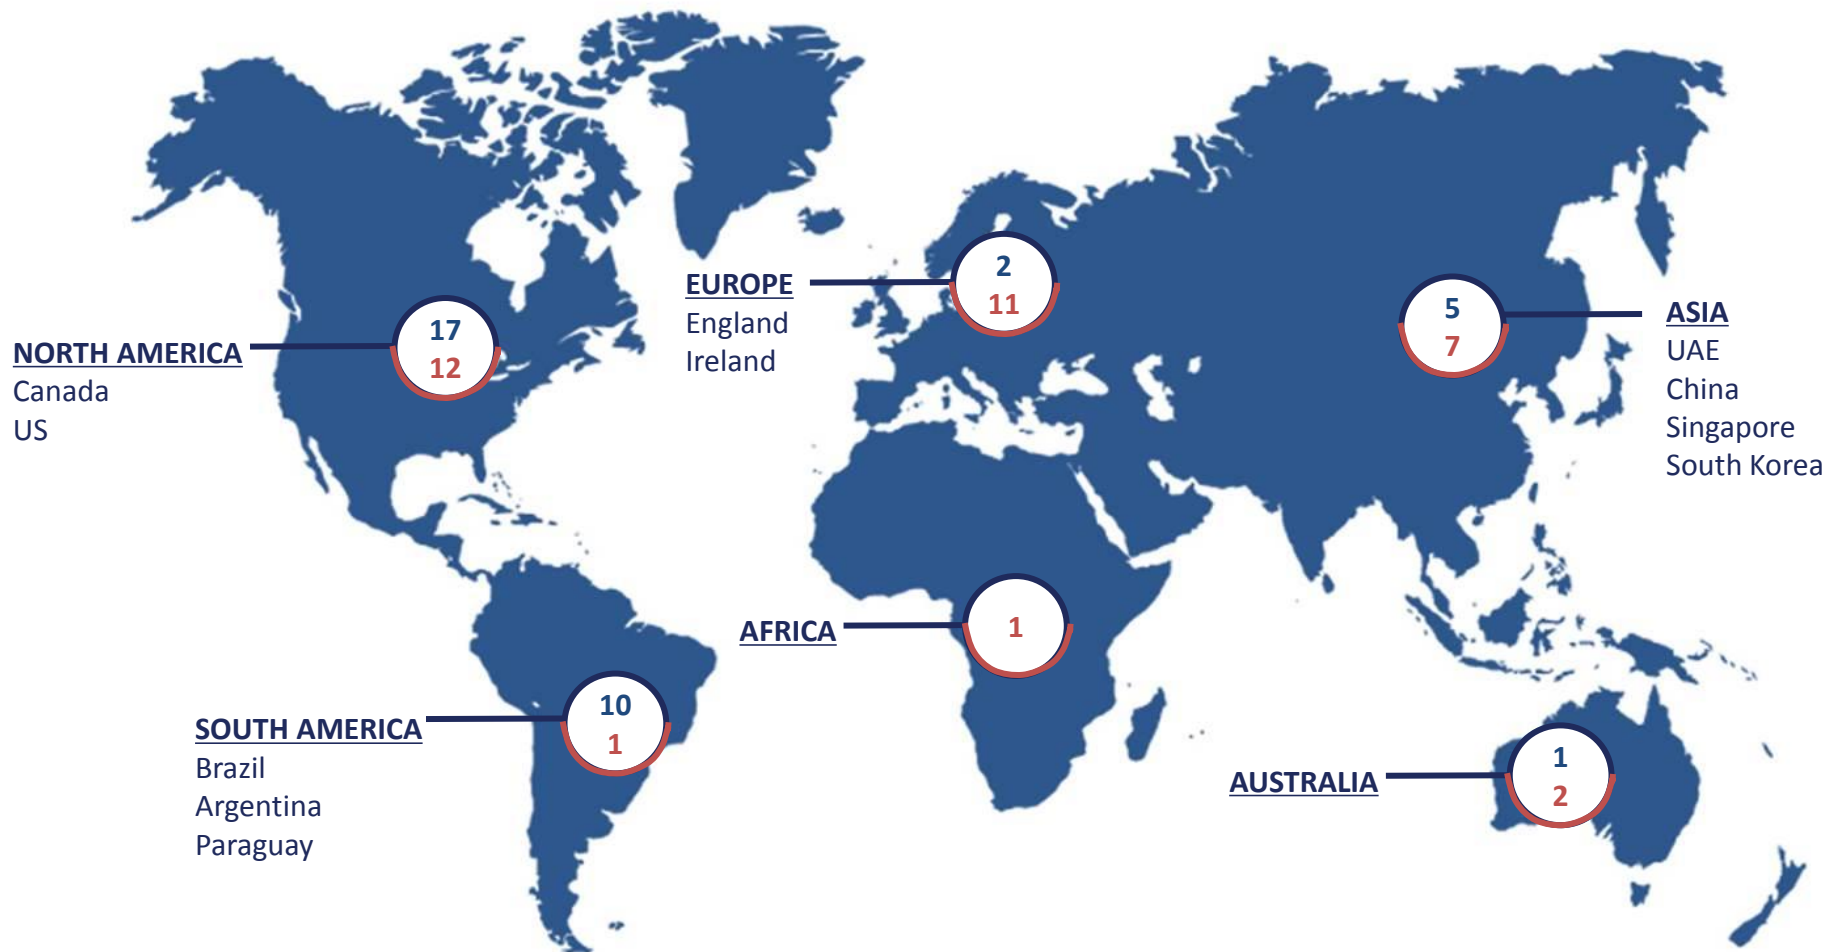 NORTH AMERICA
Canada
US
17
12
EUROPE
England
Ireland
2
11
ASIA
UAE
China
Singapore
South Korea
5
7
AFRICA
1
SOUTH AMERICA
Brazil
Argentina
Paraguay
10
1
AUSTRALIA
1
2